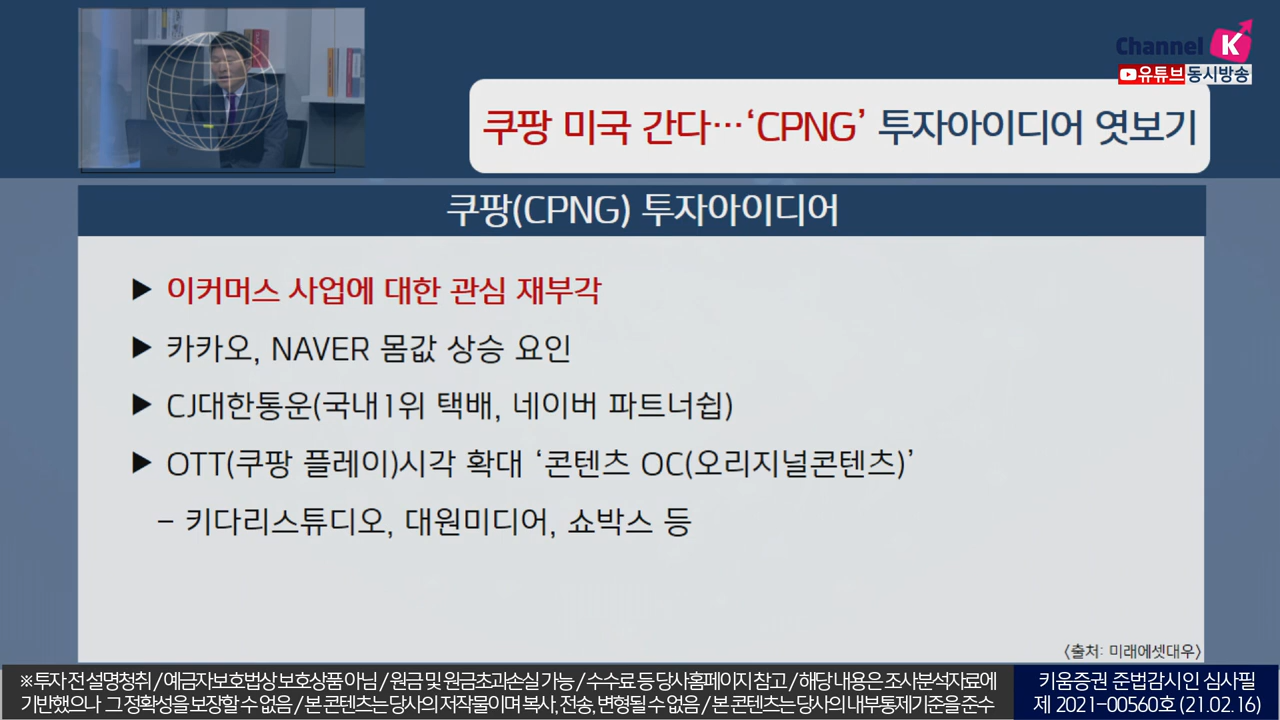 Channel K
유튜브동시방송
쿠팡 미국 간다…‘CPNG’ 투자아이디어 엿보기
쿠팡(CPNG) 투자아이디어
▶ 이커머스 사업에 대한 관심 재부각
▶ 카카오, NAVER 몸값 상승 요인
▶ CJ대한통운(국내1위 택배, 네이버 파트너쉽)
▶ OTT(쿠팡 플레이)시각 확대 ‘콘텐츠 OC(오리지널콘텐츠)’
– 키다리스튜디오, 대원미디어, 쇼박스 등
<출처: 미래에셋대우>
※투자 전 설명청취 / 예금자보호법상 보호상품 아님 / 원금 및 원금초과손실 가능 / 수수료 등 당사홈페이지 참고 / 해당 내용은 조사분석자료에
기반했으나 그 정확성을 보장할 수 없음 / 본 콘텐츠는 당사의 저작물이며 복사, 전송, 변형될 수 없음 / 본 콘텐츠는 당사의 내부통제기준을 준수
키움증권 준법감시인 심사필
제 2021-00560호 (21.02.16)